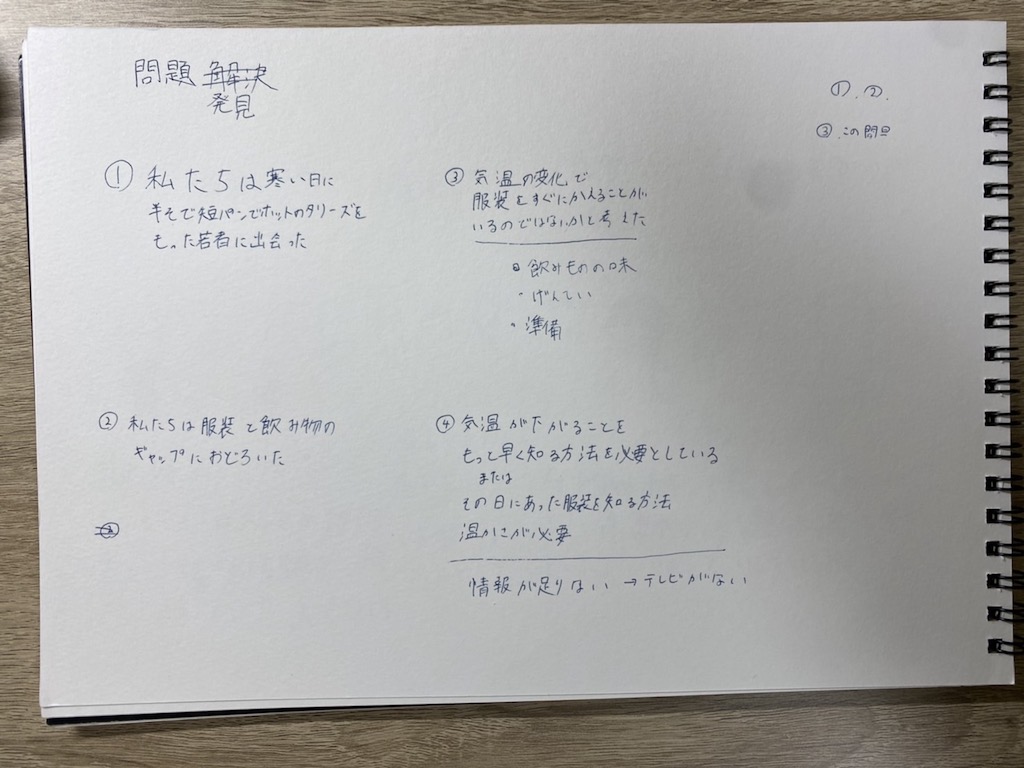 問題 解決
発見
①.②.
③.この問旦
① 私たちは寒い日に
半そで短パンでホットのタリーズを
もった若者に出会った
② 私たちは服装と飲み物の
ギャップにおどろいた
③
③ 気温の変化で
服装をすぐにかえることが
いるのではないかと考えた
飲みものの味
・げんてい
・準備
④ 気温がたがることを
もっと早く知る方法を必要としている
または
その日にあった服装を知る方法
温かさが必要
情報が足りない →テレビがない